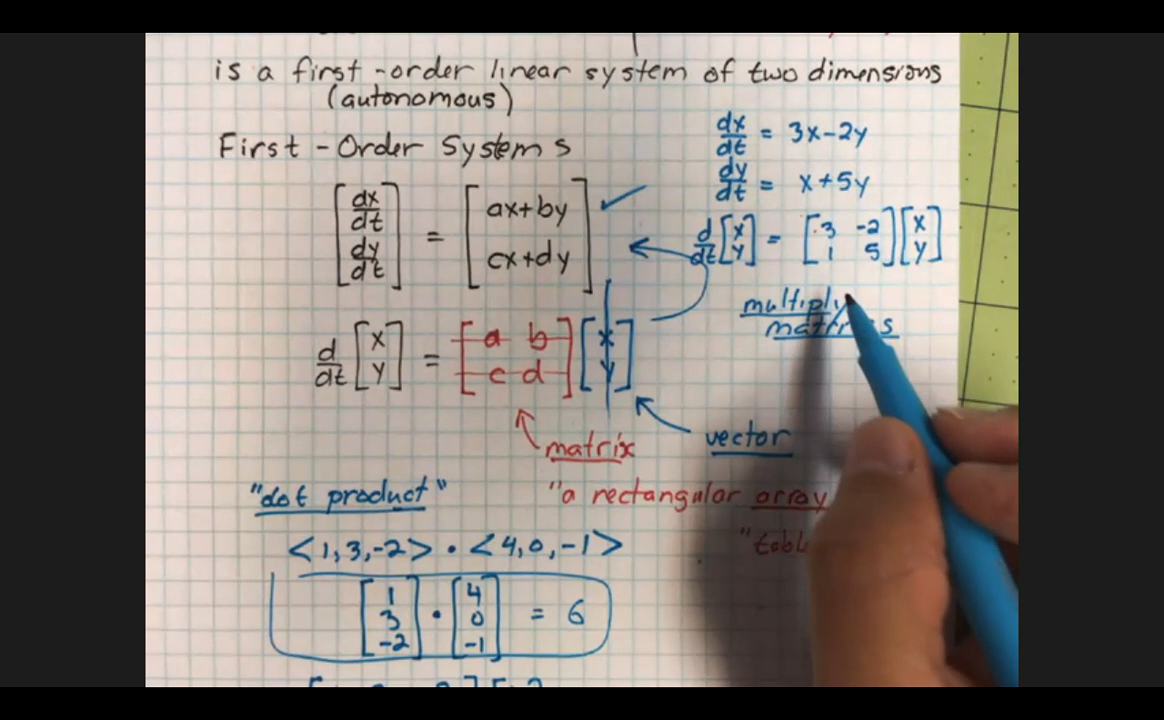 is a first-order linear system of two dimensions
(autonomous)
First-Order Systems
dx/dt = 3x-2y
dy/dt = x+5y
[dx/dt dy/dt] = [ax+by cx+dy]
d/dt [x y] = [3 -2 1 5] [x y]
multiply
d/dt [x y] = [a b c d] [x y]
matrix
vector
"dot product"
"a rectangular array
<1,3,-2> • <4,0,-1>
[1 3 -2] • [4 0 -1] = 6